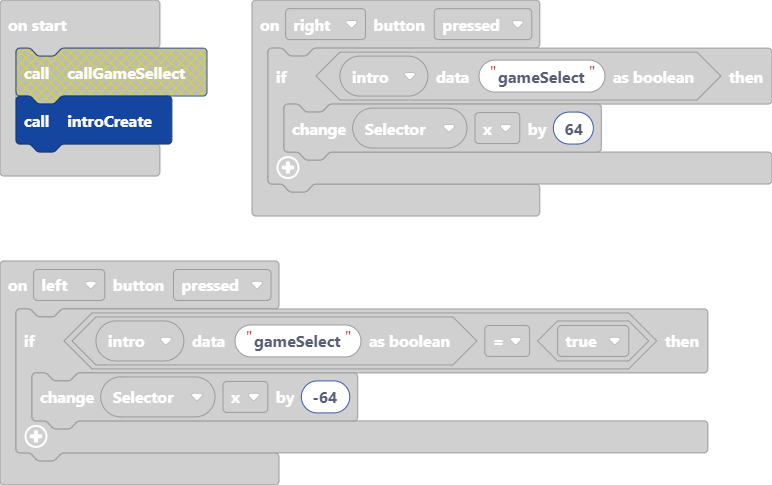 on start
call callGameSellect
call introCreate
on right button pressed
if intro data "gameSelect" as boolean then
change Selector x by 64
on left button pressed
if intro data "gameSelect" as boolean = true then
change Selector x by -64